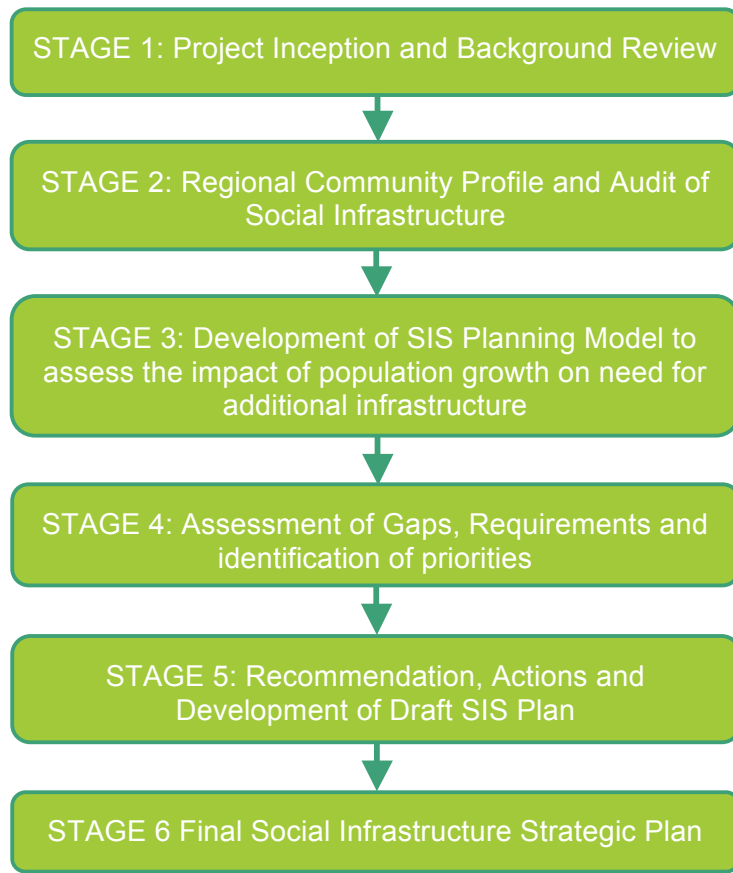 STAGE 1: Project Inception and Background Review
STAGE 2: Regional Community Profile and Audit of
Social Infrastructure
STAGE 3: Development of SIS Planning Model to
assess the impact of population growth on need for
additional infrastructure
STAGE 4: Assessment of Gaps, Requirements and
identification of priorities
STAGE 5: Recommendation, Actions and
Development of Draft SIS Plan
STAGE 6 Final Social Infrastructure Strategic Plan